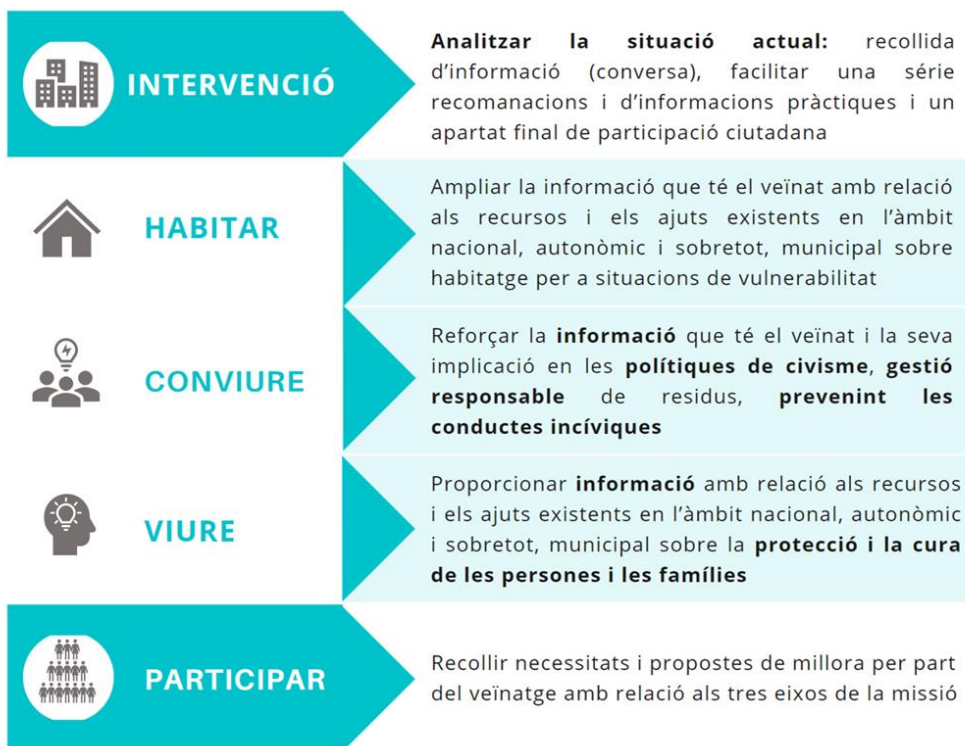 INTERVENCIÓ
Analitzar la situació actual: recollida
d’informació (conversa), facilitar una série
recomanacions i d’informacions pràctiques i un
apartat final de participació ciutadana
HABITAR
Ampliar la informació que té el veïnat amb relació
als recursos i els ajuts existents en l’àmbit
nacional, autonòmic i sobretot, municipal sobre
habitatge per a situacions de vulnerabilitat
CONVIURE
Reforçar la informació que té el veïnat i la seva
implicació en les polítiques de civisme, gestió
responsable de residus, prevenint les
conductes incíviques
VIURE
Proporcionar informació amb relació als recursos
i els ajuts existents en l’àmbit nacional, autonòmic
i sobretot, municipal sobre la protecció i la cura
de les persones i les famílies
PARTICIPAR
Recollir necessitats i propostes de millora per part
del veïnatge amb relació als tres eixos de la missió